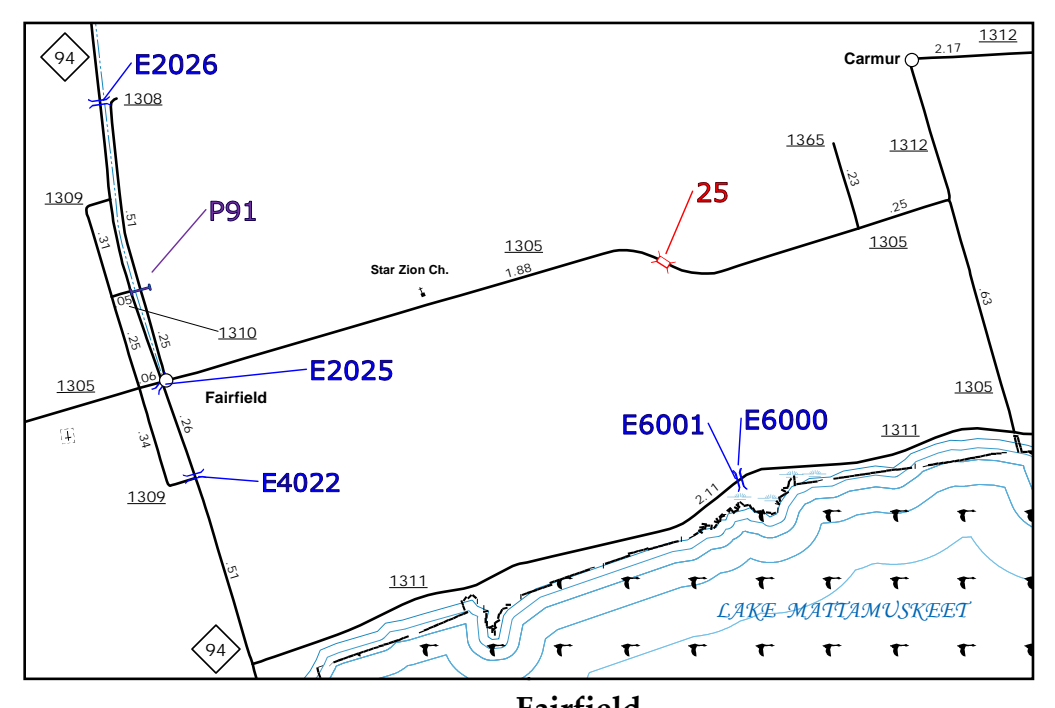 1312
2.17
Carmur
94
E2026
1308
1365
1312
.23
1309
25
.25
P91
.51
1305
1305
.31
Star Zion Ch.
1.88
.63
.05
1310
.25
.25
E2025
.06
1305
Fairfield
1305
E6001
E6000
.26
1311
.34
E4022
1309
2.11
.51
1311
LAKE MATTAMUSKEET
94
Fairfield